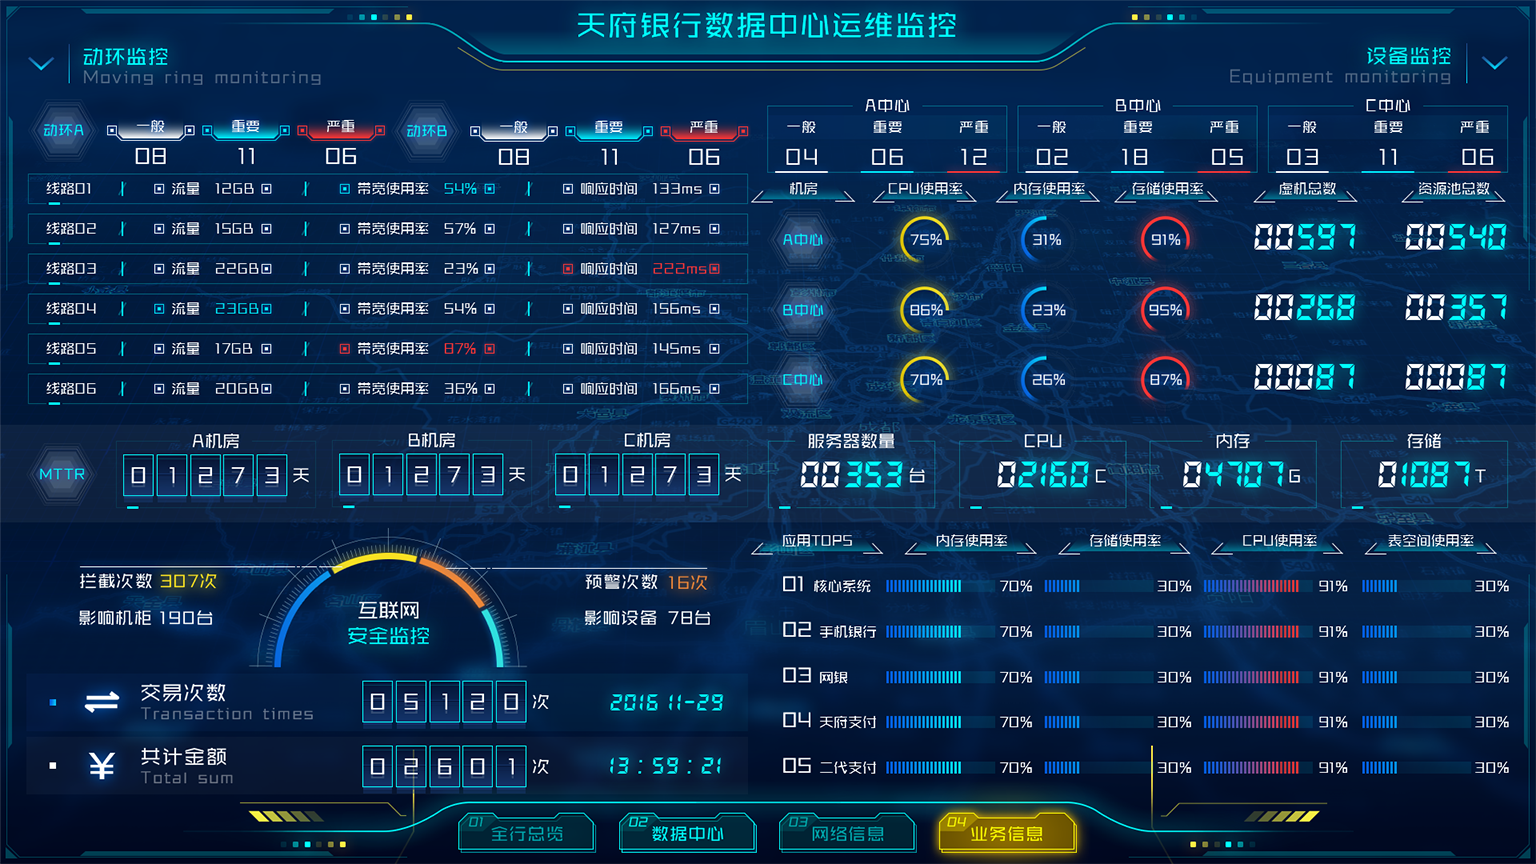 天府银行数据中心运维监控
动环监控
Moving ring monitoring
设备监控
Equipment monitoring
动环A 一般 08 重要 11 严重 06
动环B 一般 08 重要 11 严重 06
线路01 流量 12GB 带宽使用率 54% 响应时间 133ms
线路02 流量 15GB 带宽使用率 57% 响应时间 127ms
线路03 流量 22GB 带宽使用率 23% 响应时间 222ms
线路04 流量 23GB 带宽使用率 54% 响应时间 156ms
线路05 流量 17GB 带宽使用率 87% 响应时间 145ms
线路06 流量 20GB 带宽使用率 36% 响应时间 166ms
A中心 B中心 C中心
一般 重要 严重 一般 重要 严重 一般 重要 严重
04 06 12 02 18 05 03 11 06
机房 CPU使用率 内存使用率 存储使用率 虚机总数 资源池总数
A中心 75% 31% 91% 00597 00540
B中心 86% 23% 95% 00268 00357
C中心 70% 26% 87% 00087 00087
MTTR
A机房 B机房 C机房
01273天 01273天 01273天
服务器数量 CPU 内存 存储
00353台 02160C 04707G 01087T
拦截次数 307次
影响机柜 190台
互联网
安全监控
预警次数 16次
影响设备 78台
交易次数
Transaction times
05120次
2016 11-29
¥ 共计金额
Total sum
02601次
13:59:21
应用TOP5 内存使用率 存储使用率 CPU使用率 表空间使用率
01 核心系统 70% 30% 91% 30%
02 手机银行 70% 30% 91% 30%
03 网银 70% 30% 91% 30%
04 天府支付 70% 30% 91% 30%
05 二代支付 70% 30% 91% 30%
01 全行总览
02 数据中心
03 网络信息
04 业务信息